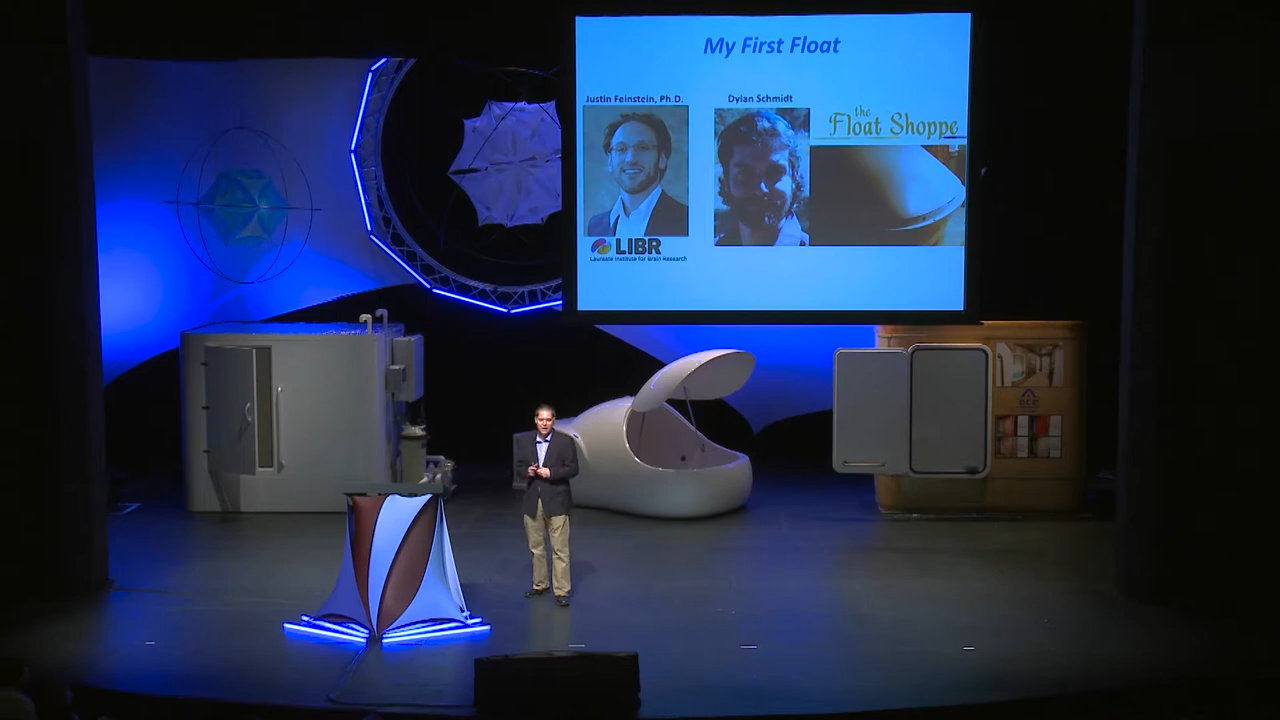 My First Float
Justin Feinstein, Ph.D.
Dylan Schmidt
the
Float Shoppe
LIBR
Laureate Institute for Brain Research